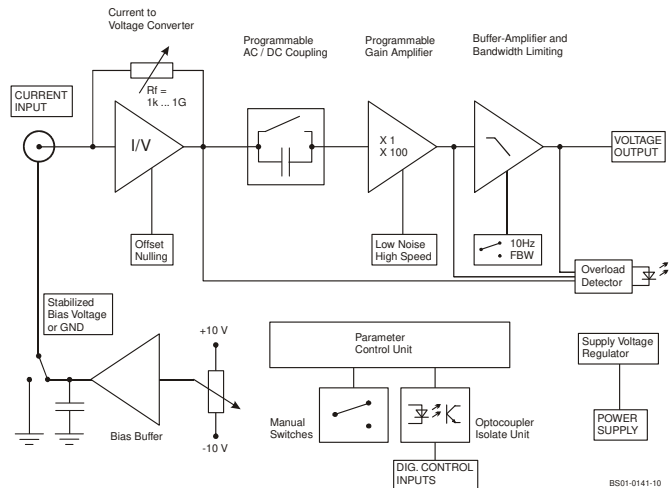 Current to
Voltage Converter
Programmable
AC / DC Coupling
Programmable
Gain Amplifier
Buffer-Amplifier and
Bandwidth Limiting
Rf =
1k ... 1G
CURRENT
INPUT
I/V
X 1
X 100
VOLTAGE
OUTPUT
Offset
Nulling
Low Noise
High Speed
10Hz
FBW
Overload
Detector
Stabilized
Bias Voltage
or GND
+10 V
-10 V
Bias Buffer
Parameter
Control Unit
Manual
Switches
Optocoupler
Isolate Unit
DIG. CONTROL
INPUTS
Supply Voltage
Regulator
POWER
SUPPLY
BS01-0141-10